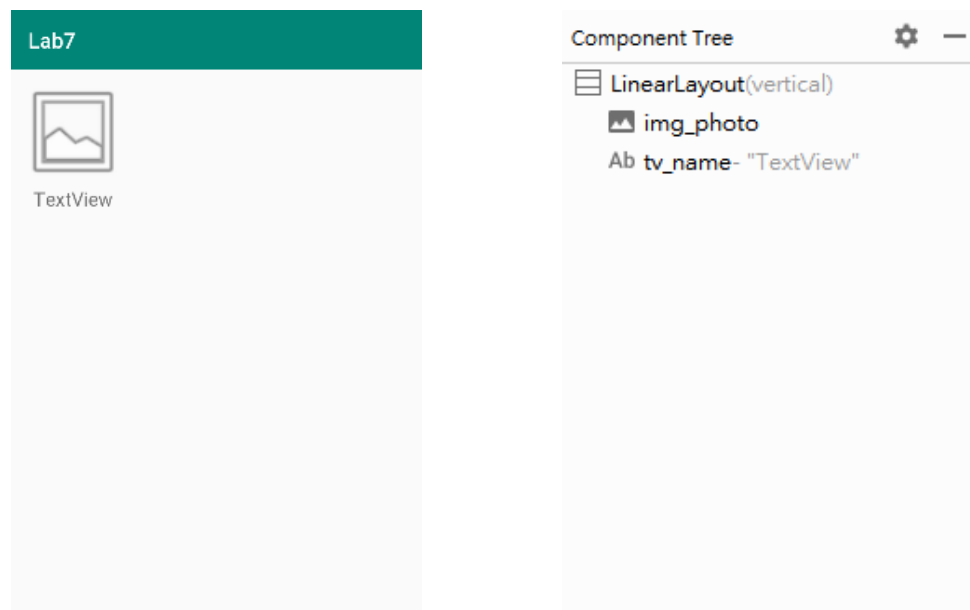 Lab7
TextView
Component Tree
LinearLayout(vertical)
img_photo
Ab tv_name- "TextView"